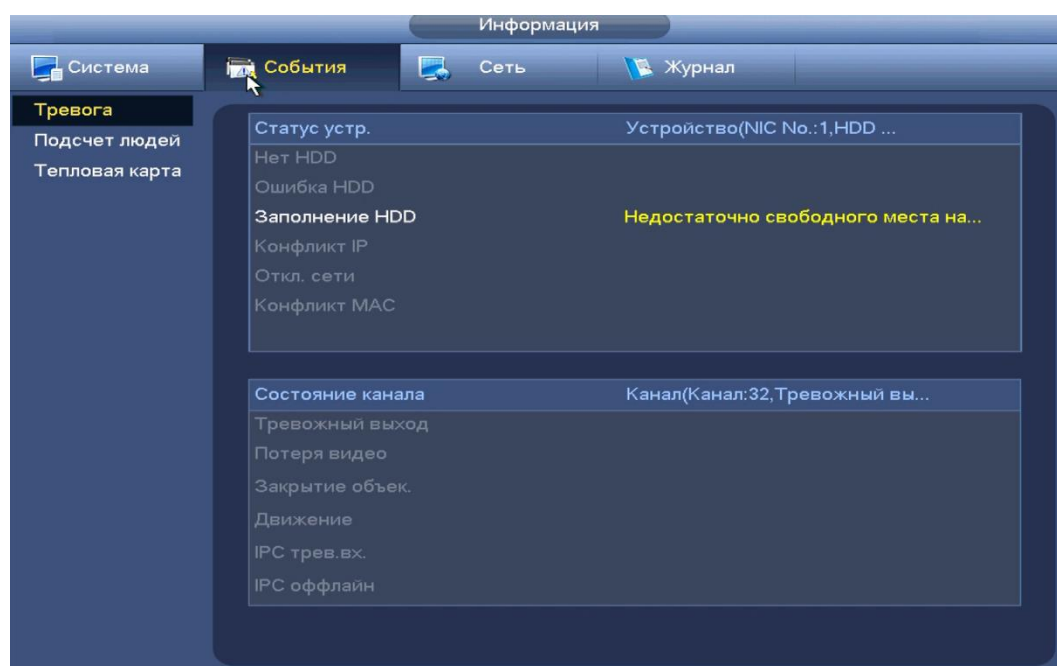 Информация
Система События Сеть Журнал
Тревога
Подсчет людей
Тепловая карта
Статус устр. Устройство(NIC No.:1,HDD ...
Нет HDD
Ошибка HDD
Заполнение HDD Недостаточно свободного места на...
Конфликт IP
Откл. сети
Конфликт MAC
Состояние канала Канал(Канал:32,Тревожный вы...
Тревожный выход
Потеря видео
Закрытие объек.
Движение
IPC трев.вх.
IPC оффлайн